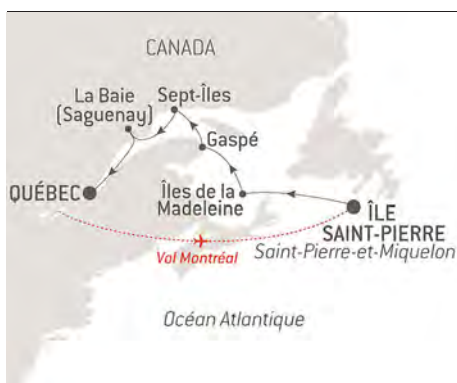 CANADA
La Baie
(Saguenay)
Sept-Îles
Gaspé
QUÉBEC
Îles de la
Madeleine
ÎLE
SAINT-PIERRE
Saint-Pierre-et-Miquelon
Vol Montréal
Océan Atlantique